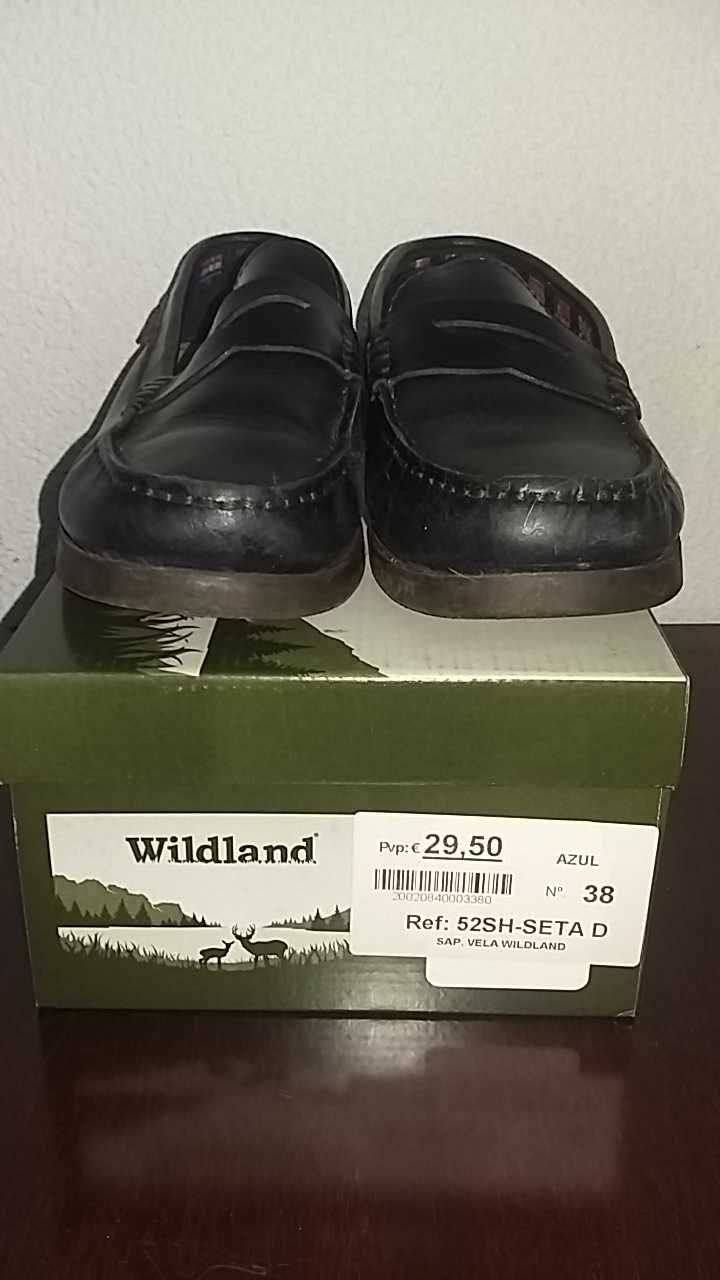 Wildland
Pvp: € 29,50
AZUL
20020840003380
Nº. 38
Ref: 52SH-SETA D
SAP. VELA WILDLAND